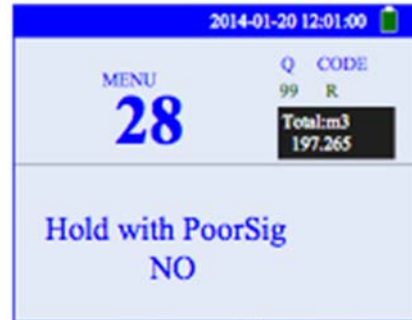 2014-01-20 12:01:00
MENU
28
Q CODE
99 R
Total:m3
197.265
Hold with PoorSig
NO